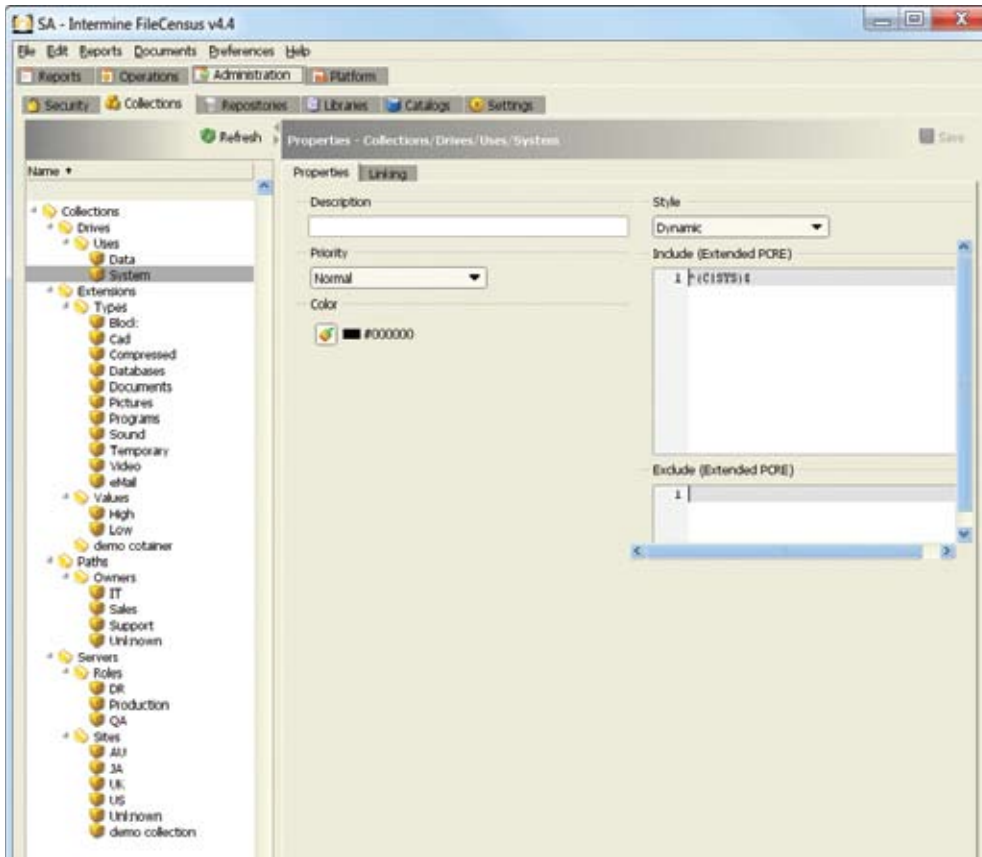 SA - Intermine FileCensus v4.4
File Edit Reports Documents Preferences Help
Reports Operations Administration Platform
Security Collections Repositories Libraries Catalogs Settings
Refresh
Properties - Collections/Drives/Uses/System
Save
Name
Properties Linking
Collections
Drives
Uses
Data
System
Extensions
Types
Block
Cad
Compressed
Databases
Documents
Pictures
Programs
Sound
Temporary
Video
eMail
Values
High
Low
demo cotainer
Paths
Owners
IT
Sales
Support
Unknown
Servers
Roles
DR
Production
QA
Sites
AU
JA
UK
US
Unknown
demo collection
Description
Priority
Normal
Color
#000000
Style
Dynamic
Include (Extended PCRE)
1
Exclude (Extended PCRE)
1